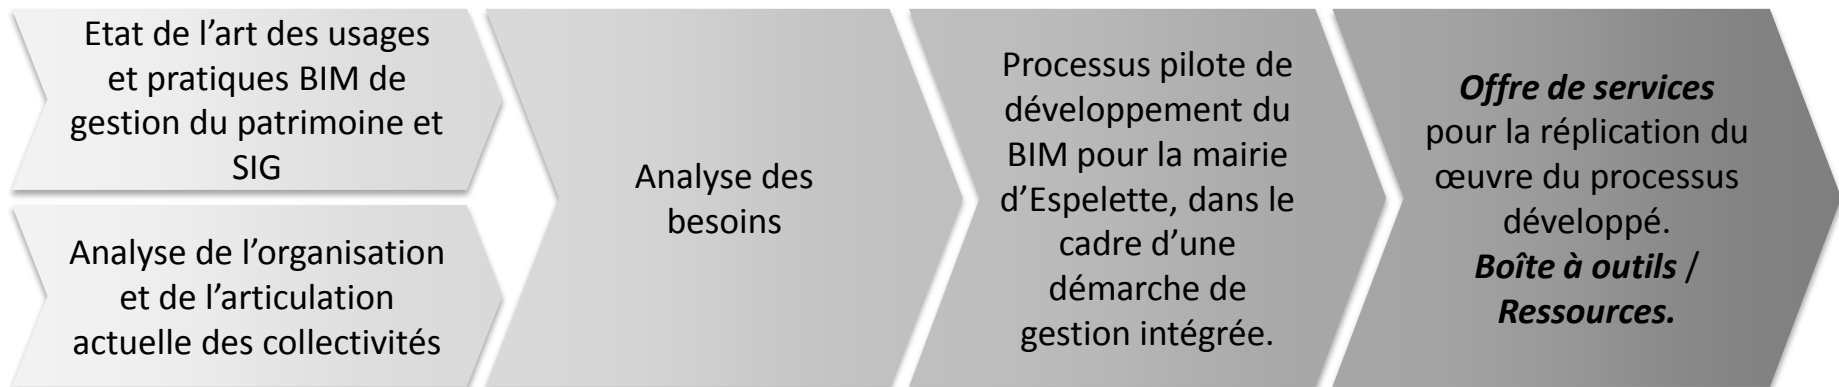 Etat de l’art des usages
et pratiques BIM de
gestion du patrimoine et
SIG
Analyse de l’organisation
et de l’articulation
actuelle des collectivités
Analyse des
besoins
Processus pilote de
développement du
BIM pour la mairie
d’Espelette, dans le
cadre d’une
démarche de
gestion intégrée.
Offre de services
pour la réplication du
œuvre du processus
développé.
Boîte à outils /
Ressources.